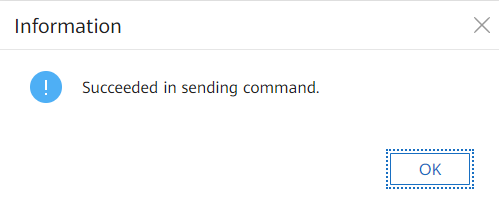 Information
Succeeded in sending command.
OK